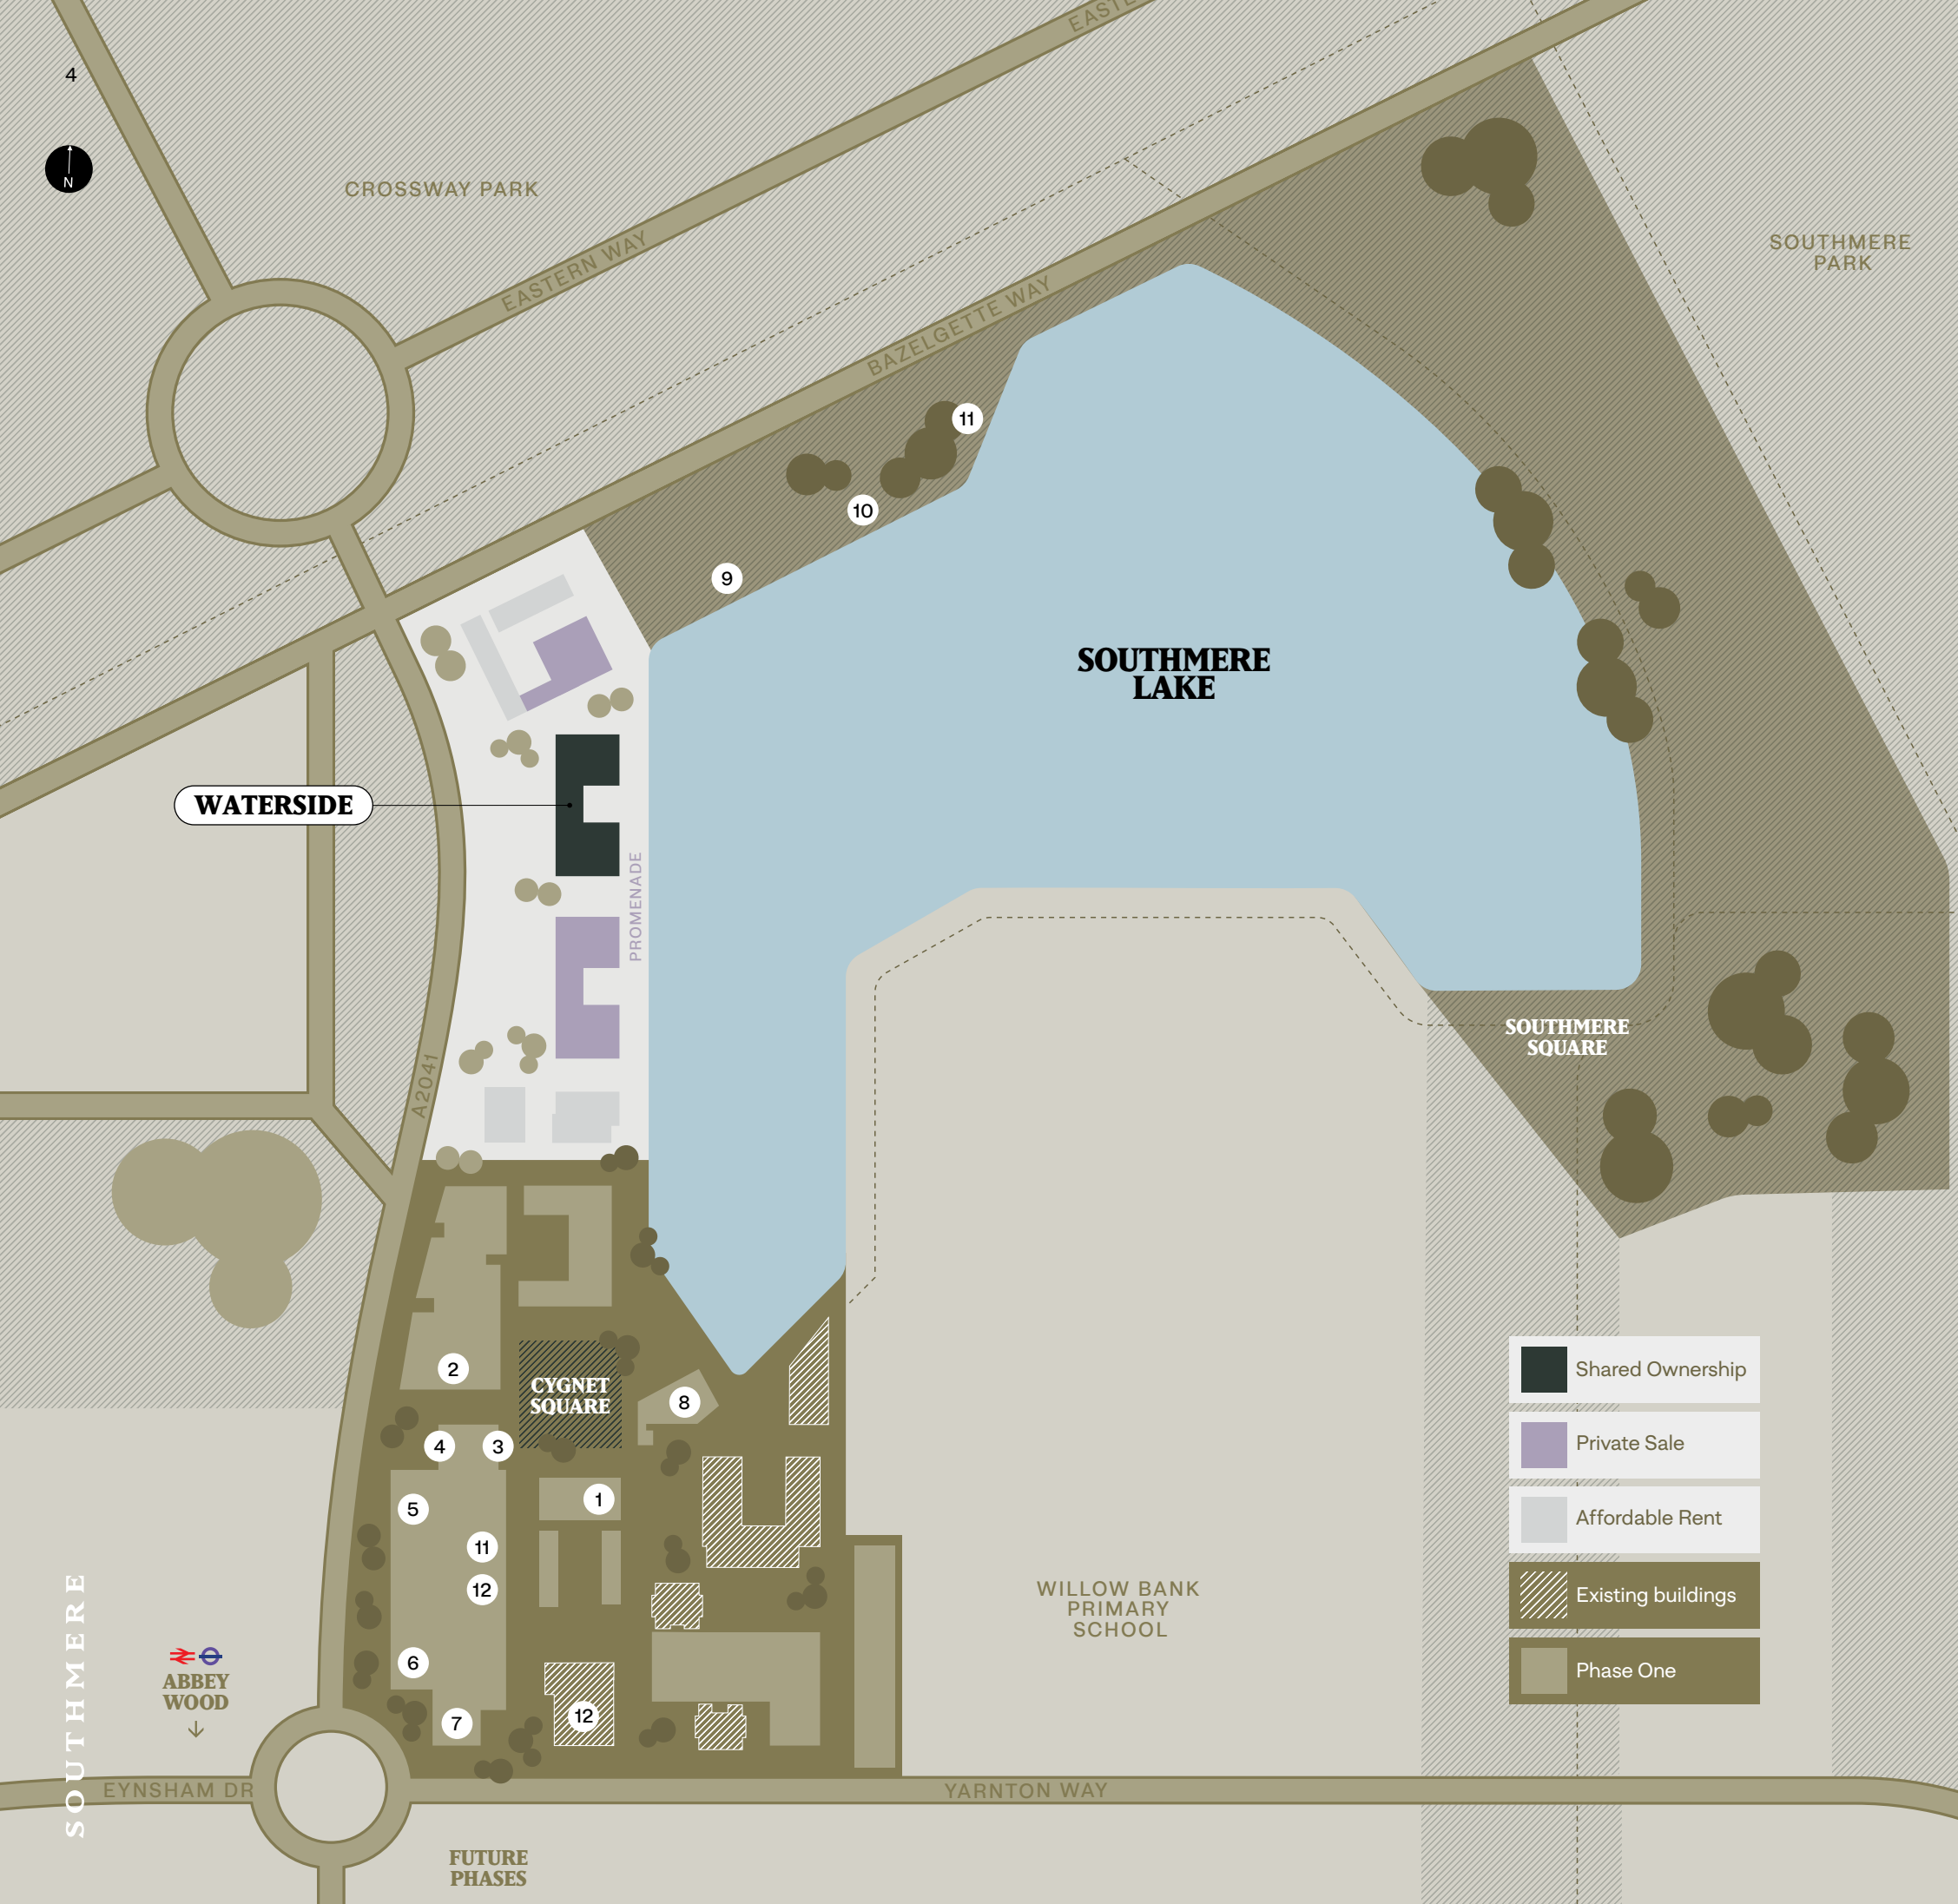 4
EASTE
N
CROSSWAY PARK
SOUTHMERE
PARK
EASTERN WAY
BAZELGETTE WAY
11
10
9
SOUTHMERE
LAKE
WATERSIDE
PROMENADE
A2041
SOUTHMERE
SQUARE
2
CYGNET
SQUARE
8
4
3
1
5
11
12
6
7
12
Shared Ownership
Private Sale
Affordable Rent
Existing buildings
Phase One
WILLOW BANK
PRIMARY
SCHOOL
SOUTHMERE
ABBEY
WOOD
EYNSHAM DR
YARNTON WAY
FUTURE
PHASES